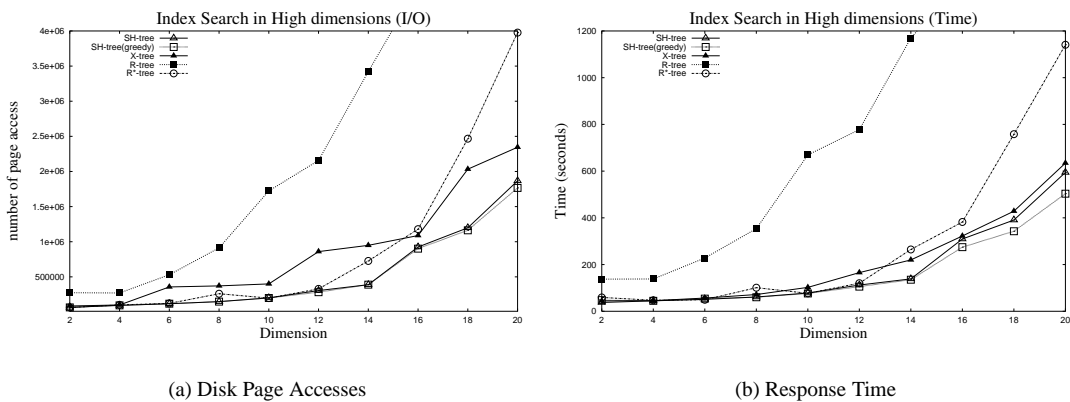 Index Search in High dimensions (I/O)
4e+06
3.5e+06
3e+06
2.5e+06
2e+06
1.5e+06
1e+06
500000
number of page access
SH-tree
SH-tree(greedy)
X-tree
R-tree
R*-tree
2 4 6 8 10 12 14 16 18 20
Dimension
(a) Disk Page Accesses
Index Search in High dimensions (Time)
1200
1000
800
600
400
200
0
Time (seconds)
SH-tree
SH-tree(greedy)
X-tree
R-tree
R*-tree
2 4 6 8 10 12 14 16 18 20
Dimension
(b) Response Time